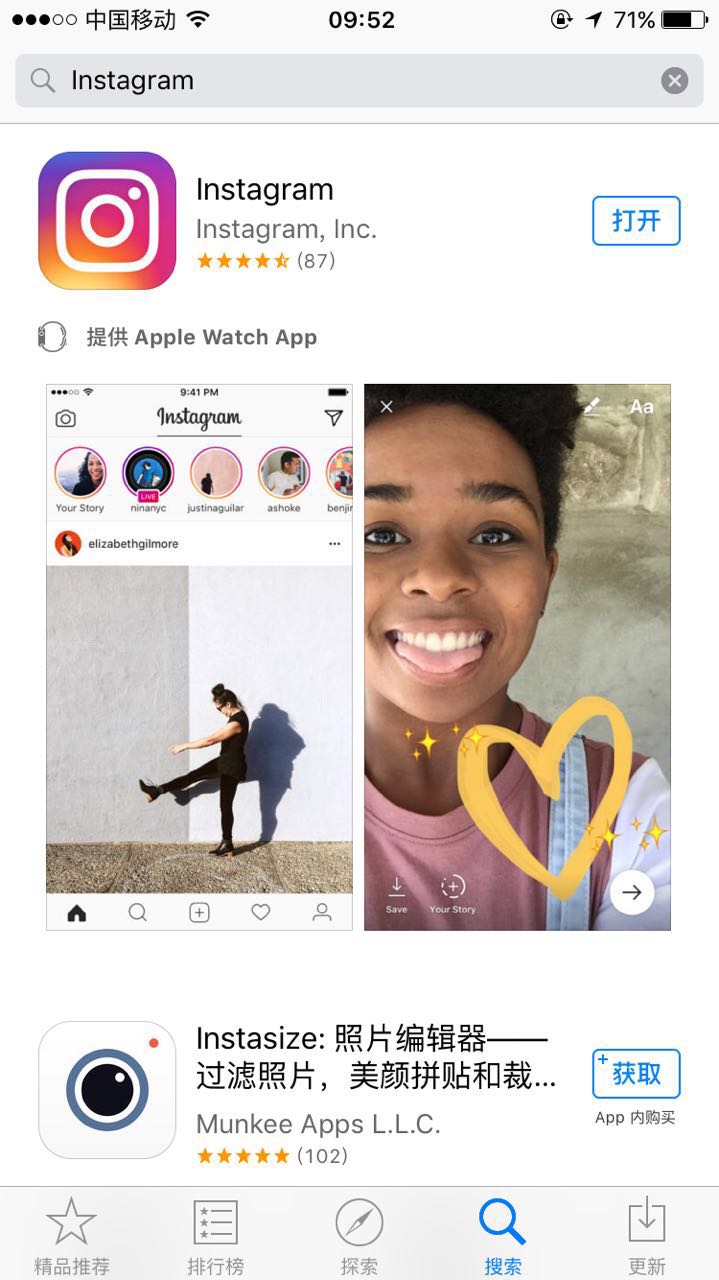 中国移动 09:52 71%
Instagram
Instagram
Instagram, Inc.
打开
(87)
提供 Apple Watch App
9:41 PM
Instagram
Your Story LIVE ninanyc justinaguilar ashoke benjir
elizabethgilmore
Aa
Save Your Story
Instasize: 照片编辑器——
过滤照片，美颜拼贴和裁...
获取
Munkee Apps L.L.C.
App 内购买
(102)
精品推荐 排行榜 探索 搜索 更新